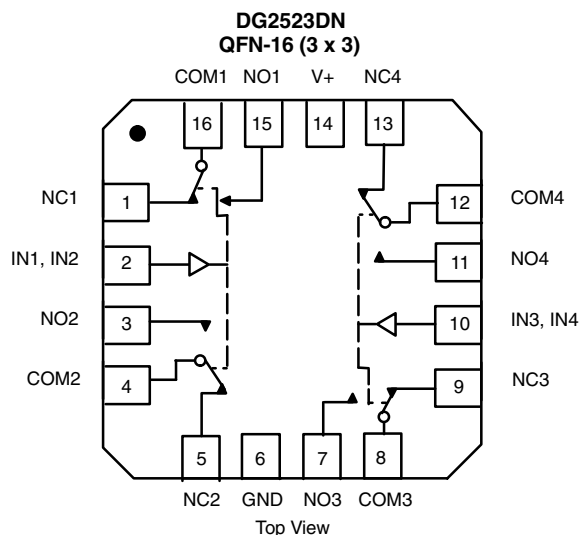 DG2523DN
QFN-16 (3 x 3)
COM1 NO1 V+ NC4
16 15 14 13
NC1 1 12 COM4
IN1, IN2 2 11 NO4
NO2 3 10 IN3, IN4
COM2 4 9 NC3
5 6 7 8
NC2 GND NO3 COM3
Top View